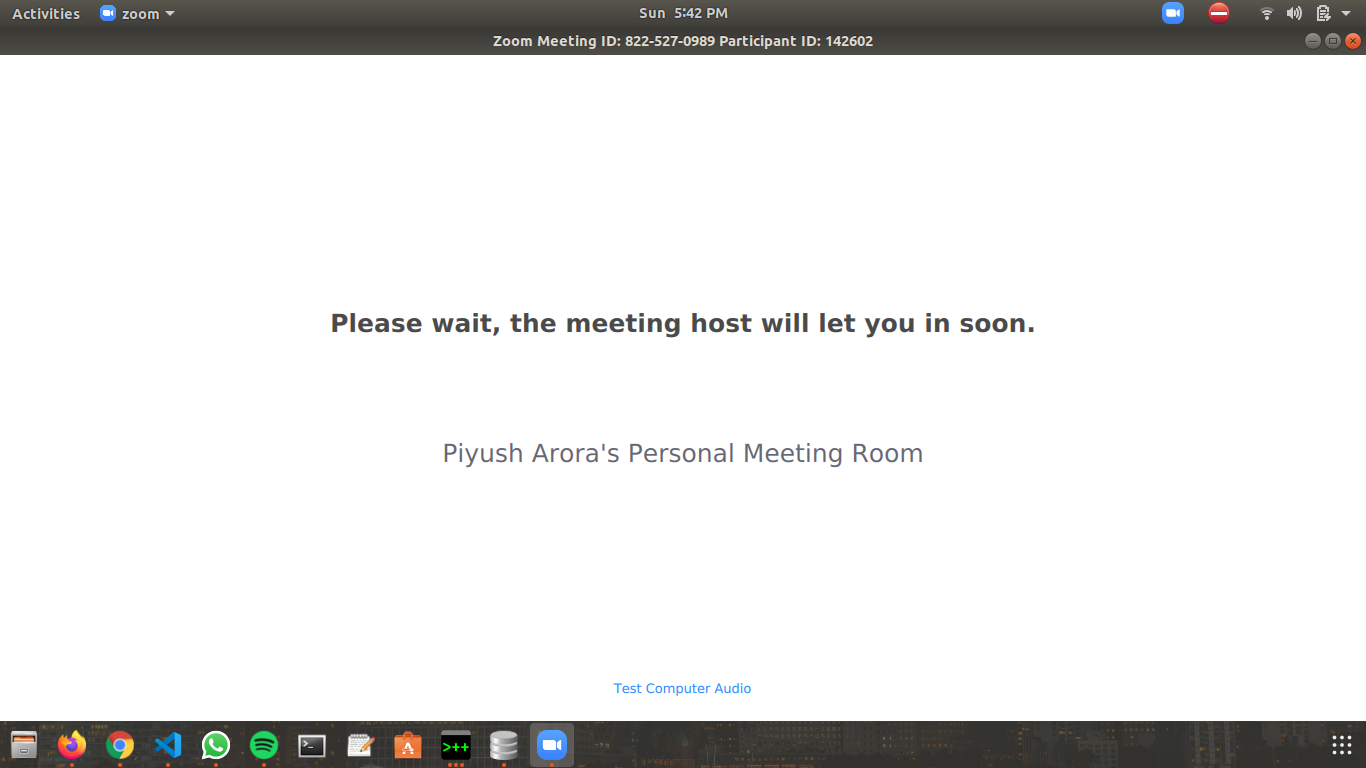 Activities zoom Sun 5:42 PM
Zoom Meeting ID: 822-527-0989 Participant ID: 142602
Please wait, the meeting host will let you in soon.
Piyush Arora's Personal Meeting Room
Test Computer Audio
>_ A >++